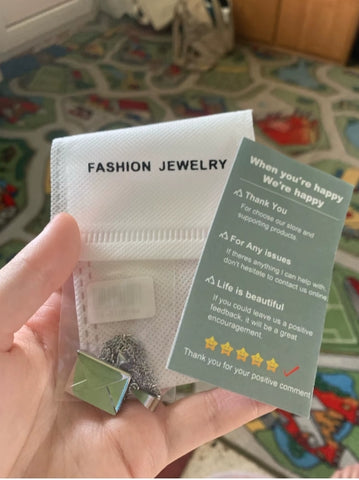 FASHION JEWELRY
When you're happy
We're happy
Thank You
For choose our store and
supporting products.
For Any issues
If theres anything I can help with,
don't hesitate to contact us online
Life is beautiful
If you could leave us a positive
feedback, it will be a great
encouragement.
Thank you for your positive comment